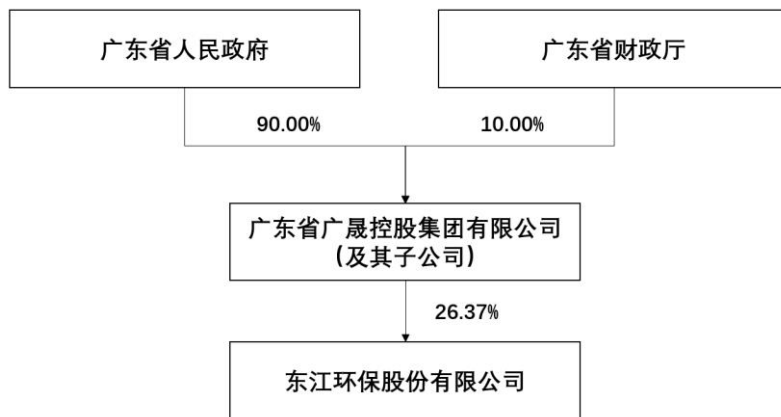 广东省人民政府
广东省财政厅
90.00%
10.00%
广东省广晟控股集团有限公司
(及其子公司)
26.37%
东江环保股份有限公司